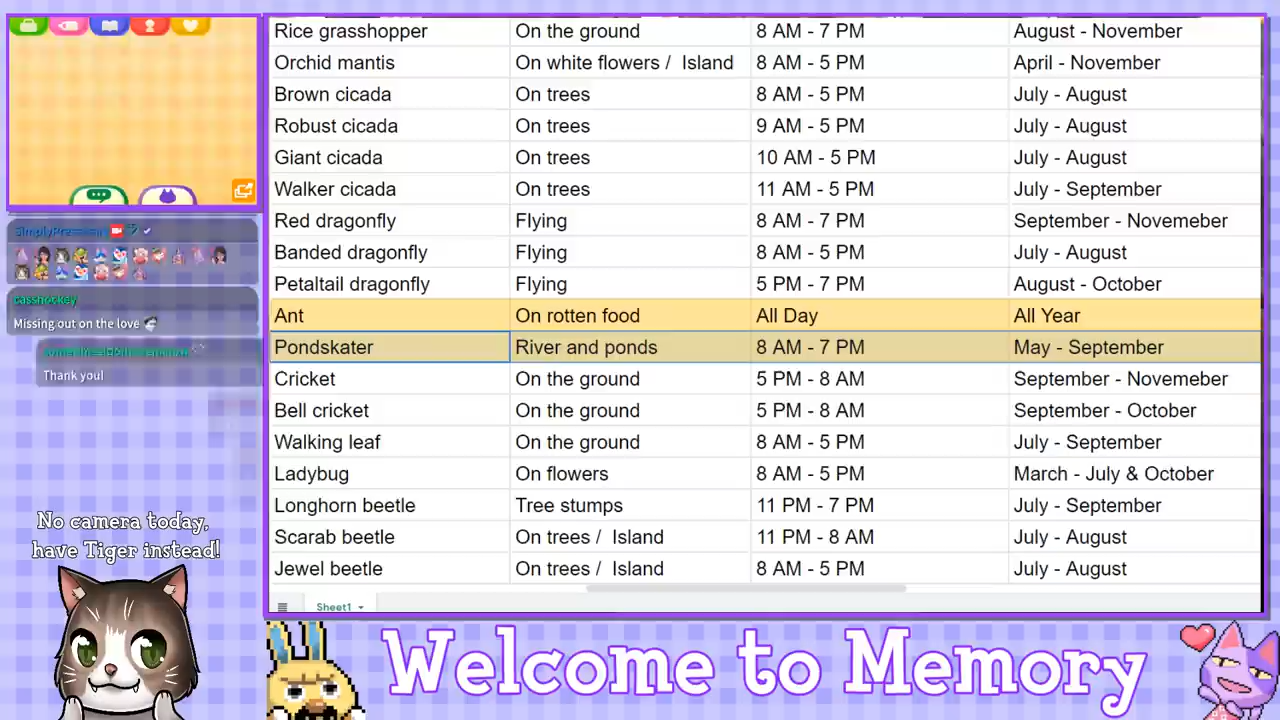 Rice grasshopper On the ground 8 AM - 7 PM August - November
Orchid mantis On white flowers /  Island 8 AM - 5 PM April - November
Brown cicada On trees 8 AM - 5 PM July - August
Robust cicada On trees 9 AM - 5 PM July - August
Giant cicada On trees 10 AM - 5 PM July - August
Walker cicada On trees 11 AM - 5 PM July - September
Red dragonfly Flying 8 AM - 7 PM September - Novemeber
Banded dragonfly Flying 8 AM - 5 PM July - August
Petaltail dragonfly Flying 5 PM - 7 PM August - October
Ant On rotten food All Day All Year
Pondskater River and ponds 8 AM - 7 PM May - September
Cricket On the ground 5 PM - 8 AM September - Novemeber
Bell cricket On the ground 5 PM - 8 AM September - October
Walking leaf On the ground 8 AM - 5 PM July - September
Ladybug On flowers 8 AM - 5 PM March - July & October
Longhorn beetle Tree stumps 11 PM - 7 PM July - September
Scarab beetle On trees /  Island 11 PM - 8 AM July - August
Jewel beetle On trees /  Island 8 AM - 5 PM July - August
Sheet1
casshockey
Missing out on the love
Thank you!
No camera today,
have Tiger instead!
Welcome to Memory